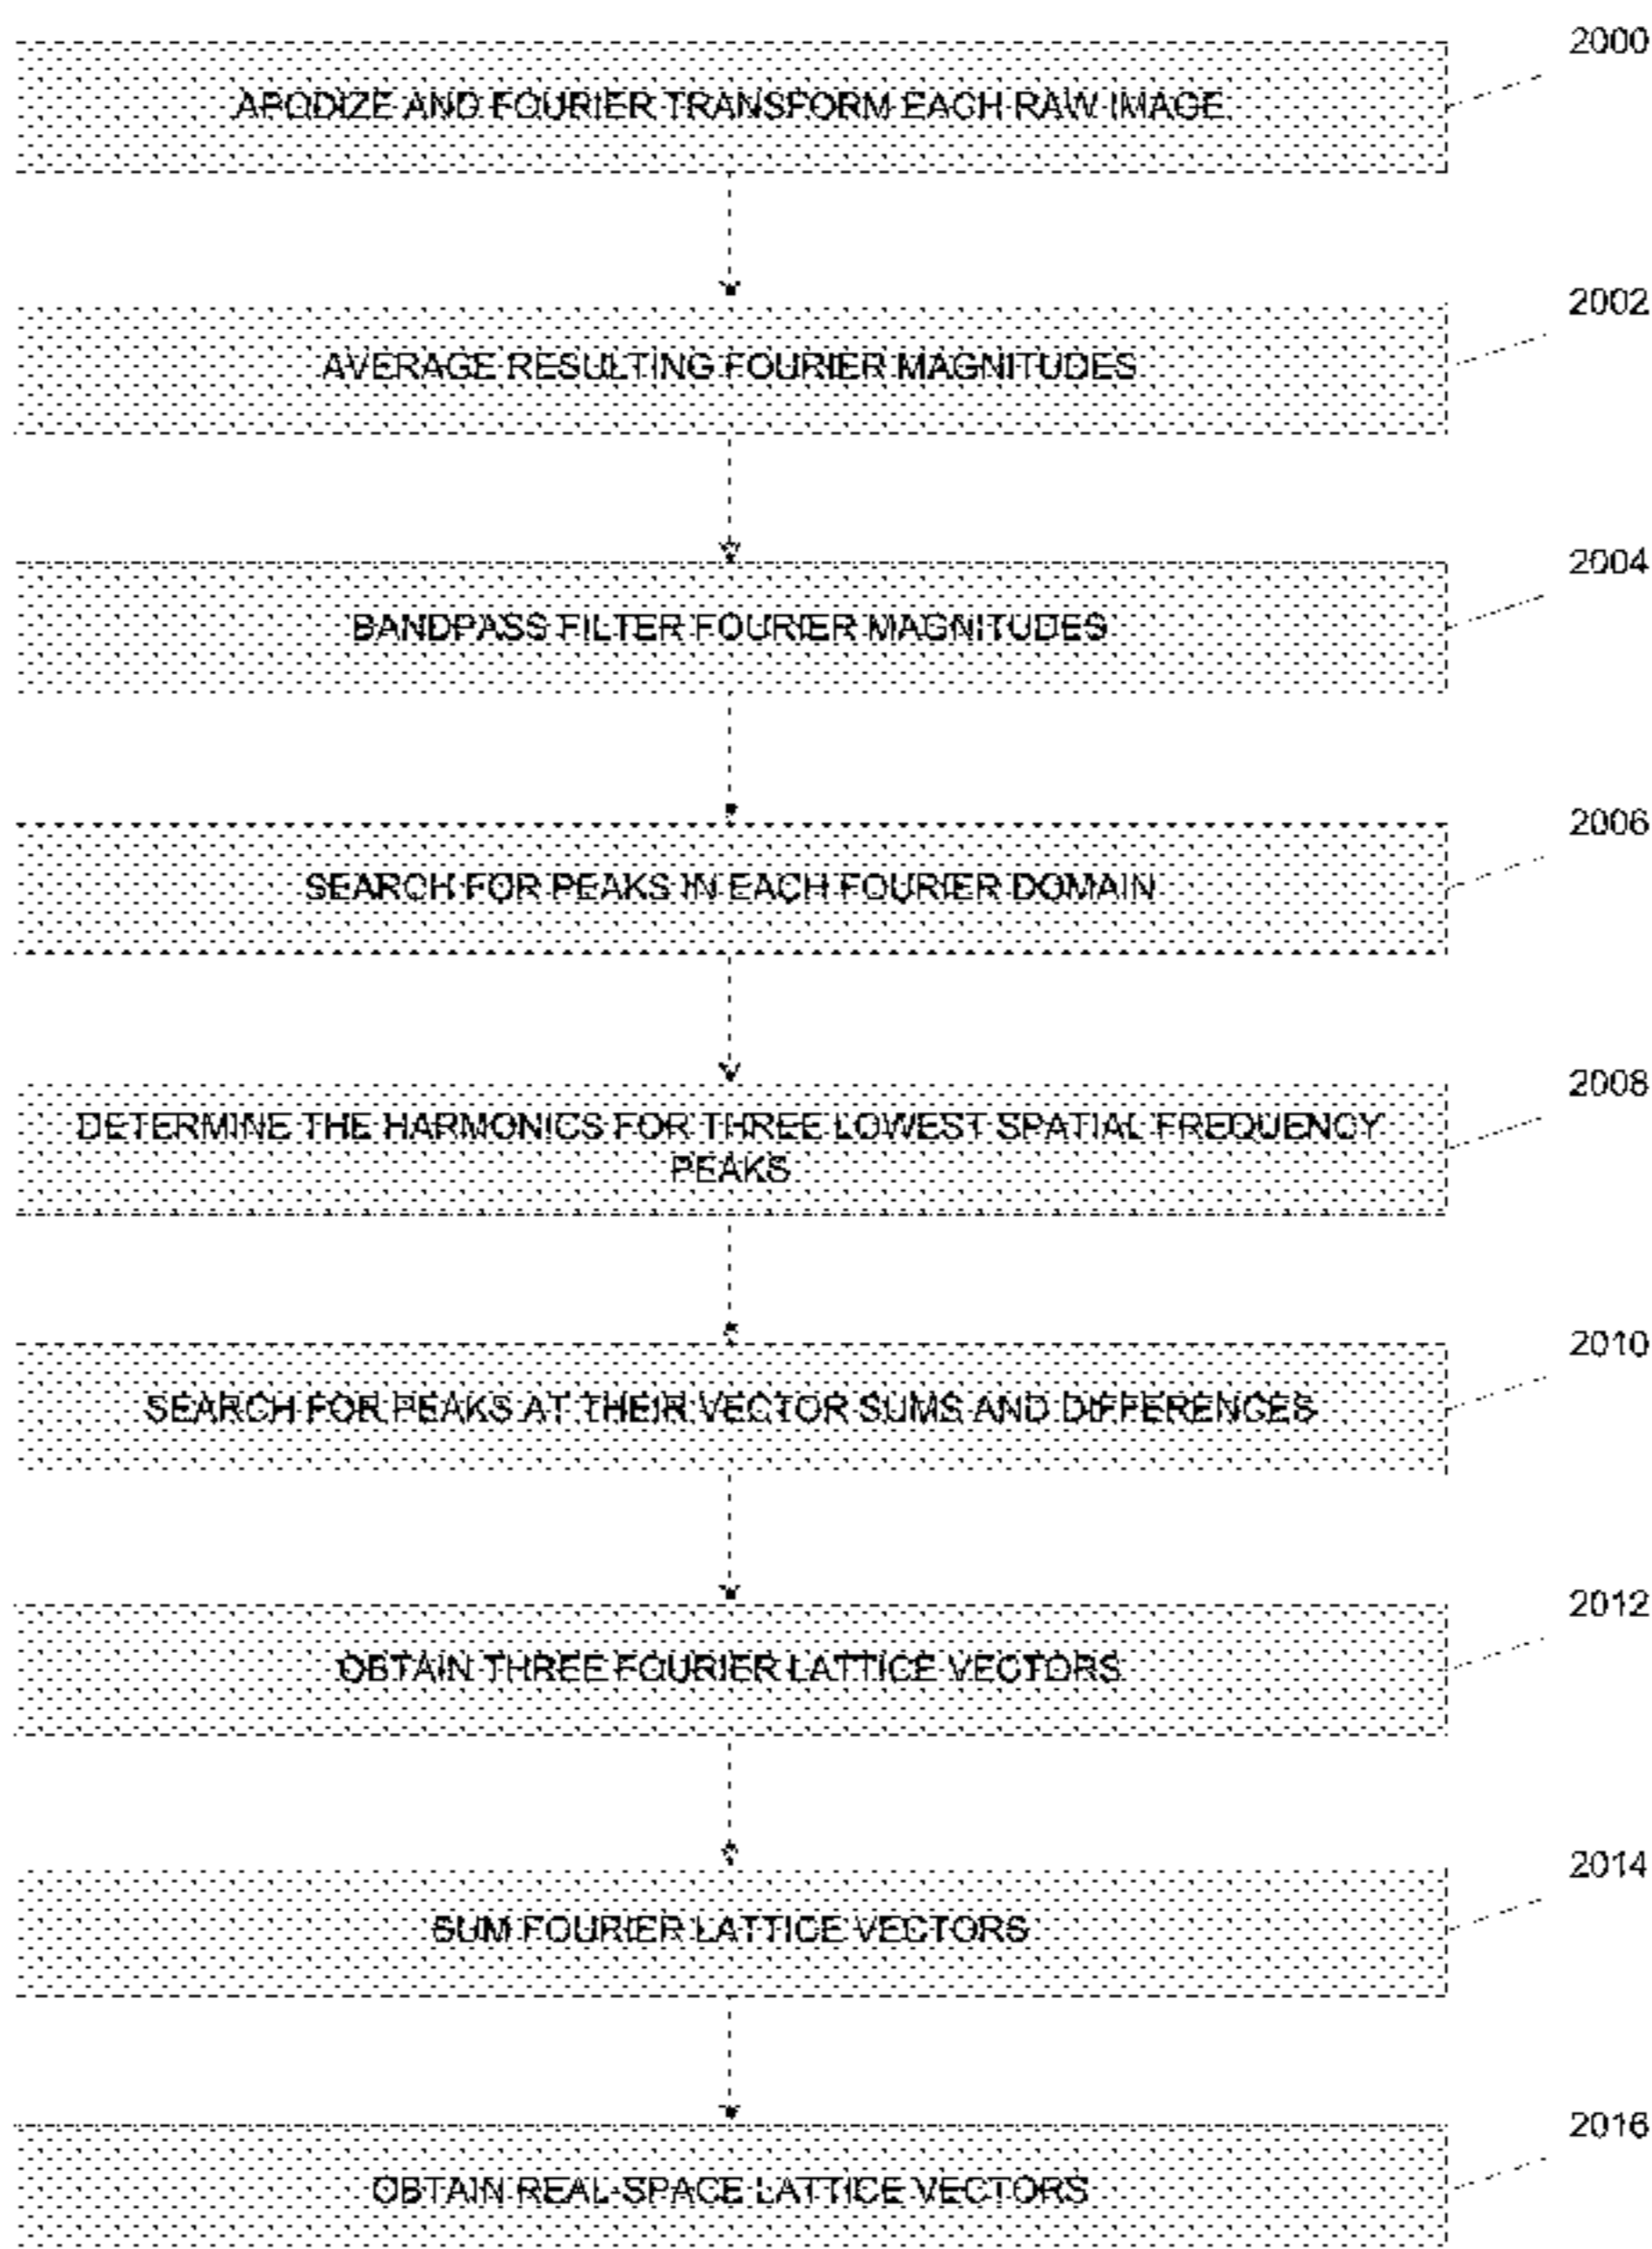 2000
APODIZE AND FOURIER TRANSFORM EACH RAW IMAGE
2002
AVERAGE RESULTING FOURIER MAGNITUDES
2004
BANDPASS FILTER FOURIER MAGNITUDES
2006
SEARCH FOR PEAKS IN EACH FOURIER DOMAIN
2008
DETERMINE THE HARMONICS FOR THREE LOWEST SPATIAL FREQUENCY
PEAKS
2010
SEARCH FOR PEAKS AT THEIR VECTOR SUMS AND DIFFERENCES
2012
OBTAIN THREE FOURIER LATTICE VECTORS
2014
SUM FOURIER LATTICE VECTORS
2016
OBTAIN REAL-SPACE LATTICE VECTORS